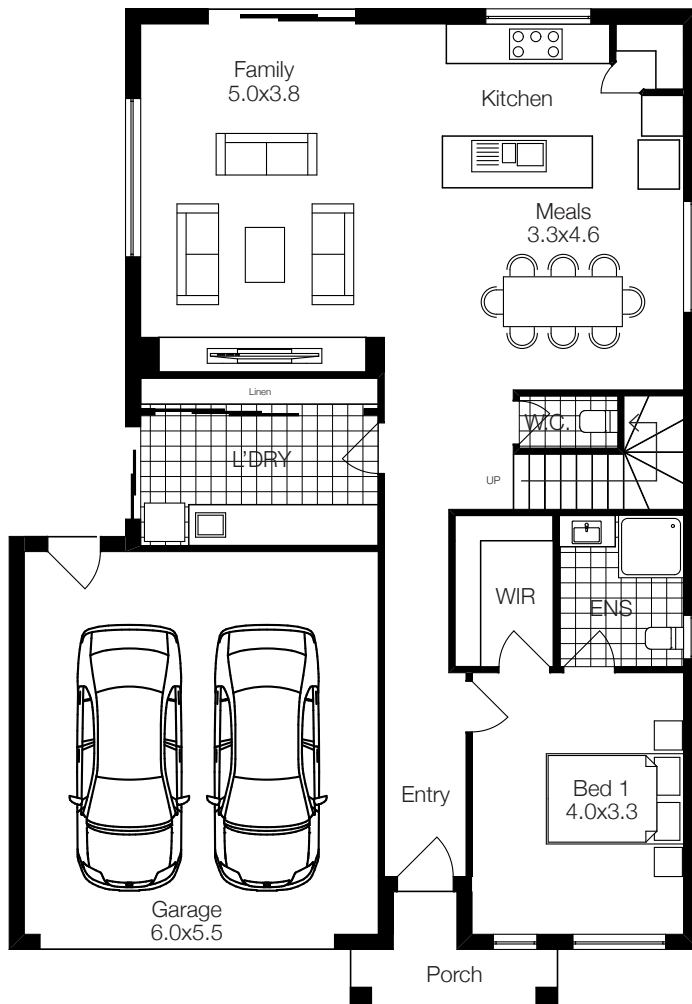 Family
5.0x3.8
Kitchen
Meals
3.3x4.6
Linen
W.C.
L'DRY
UP
WIR
ENS
Bed 1
4.0x3.3
Entry
Garage
6.0x5.5
Porch